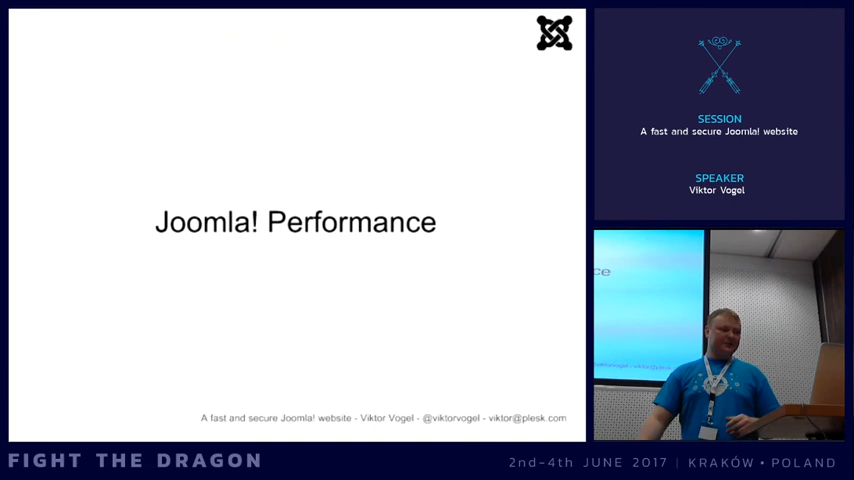 Joomla! Performance
A fast and secure Joomla! website - Viktor Vogel - @viktorvogel - viktor@plesk.com
SESSION
A fast and secure Joomla! website
SPEAKER
Viktor Vogel
ce
FIGHT THE DRAGON
2nd-4th JUNE 2017 | KRAKÓW • POLAND